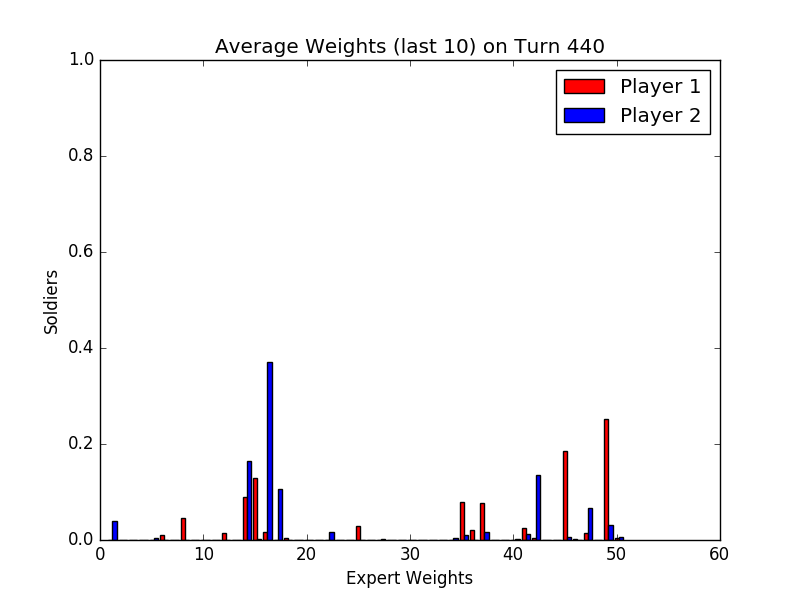 Average Weights (last 10) on Turn 440
1.0
Player 1
Player 2
0.8
0.6
Soldiers
0.4
0.2
0.0
0 10 20 30 40 50 60
Expert Weights